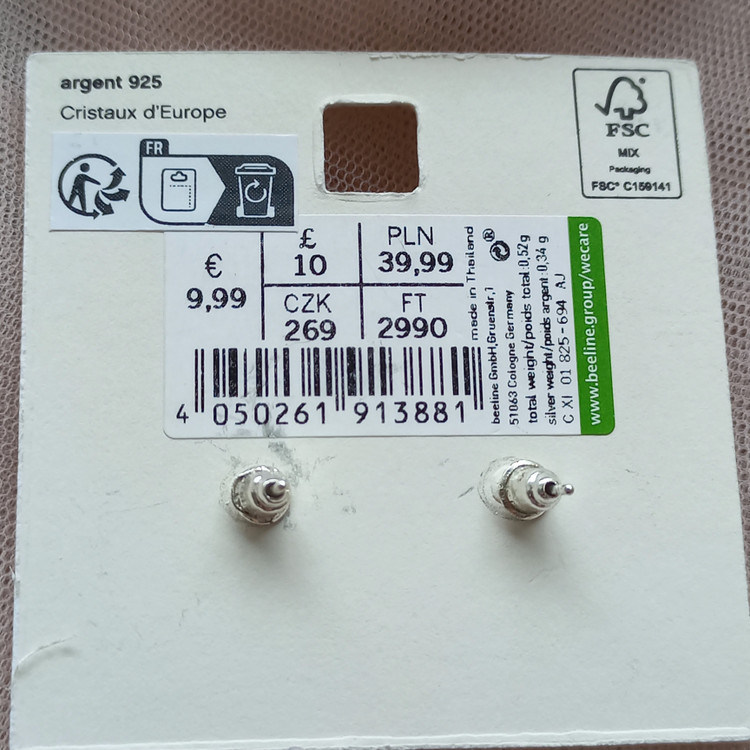 argent 925
Cristaux d'Europe
FSC
MIX
Packaging
FSC® C159141
FR
€
9,99
£
10
PLN
39,99
CZK
269
FT
2990
4 050261 913881
made in Thailand
®
beeline GmbH,Gruenstr,1
51063 Cologne Germany
total weight/poids total:0,52g
silver weight/poids argent:0,34 g
C XI 01 825-694 AJ
www.beeline.group/wecare